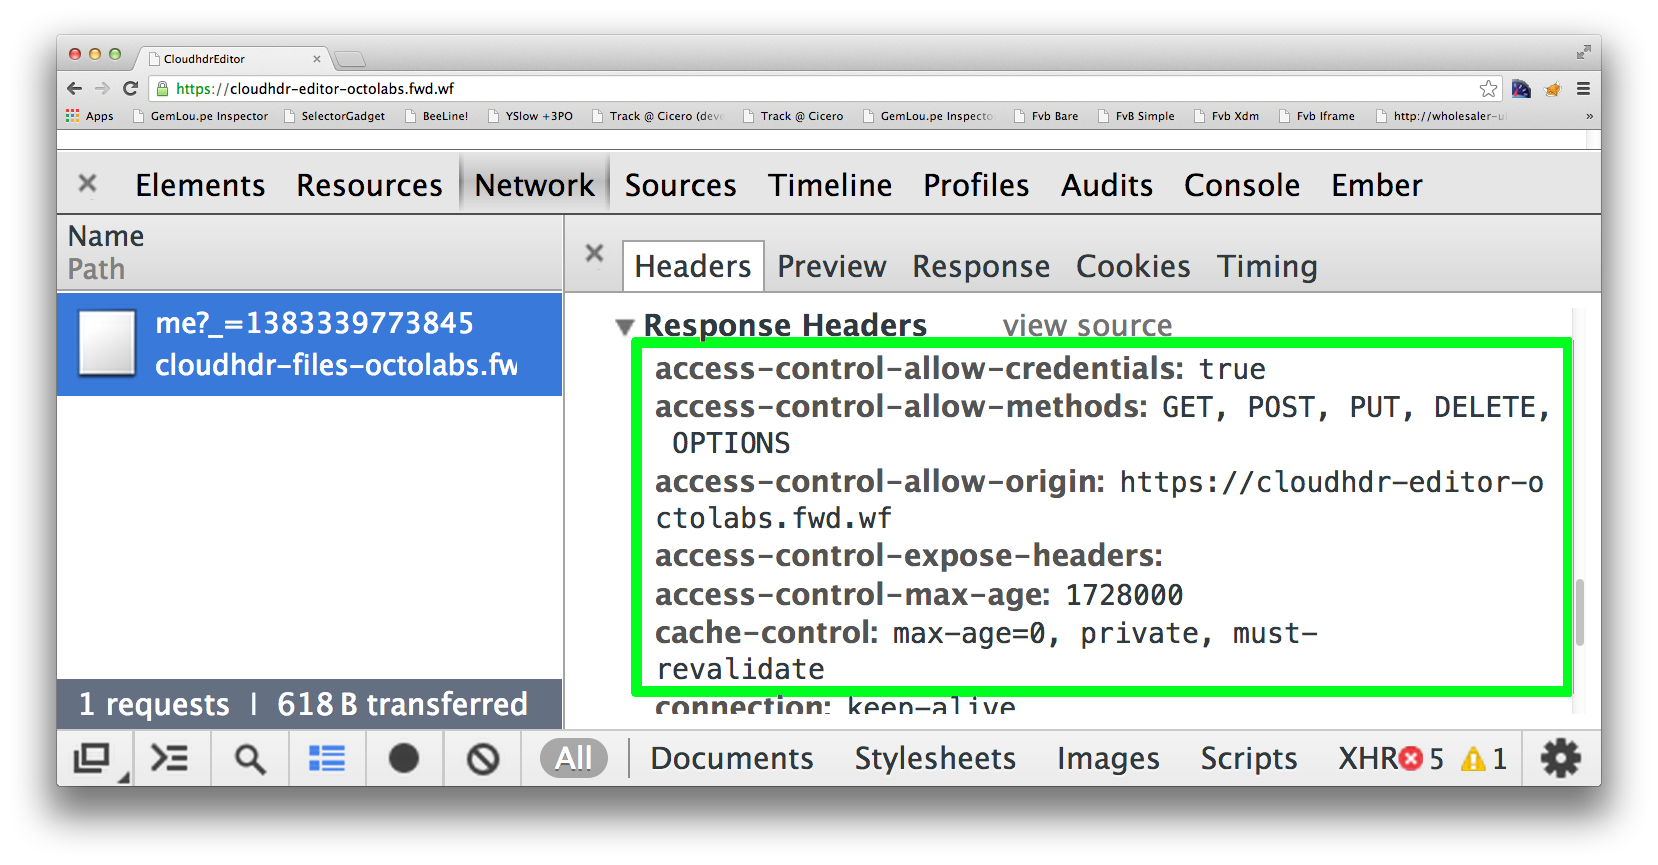 CloudhdrEditor
https://cloudhdr-editor-octolabs.fwd.wf
Apps GemLou.pe Inspector SelectorGadget BeeLine! YSlow +3PO Track @ Cicero (dev Track @ Cicero GemLou.pe Inspecto Fvb Bare FvB Simple Fvb Xdm Fvb Iframe http://wholesaler-u »
Elements Resources Network Sources Timeline Profiles Audits Console Ember
Name
Path
Headers Preview Response Cookies Timing
me?_=1383339773845
cloudhdr-files-octolabs.fw
Response Headers view source
access-control-allow-credentials: true
access-control-allow-methods: GET, POST, PUT, DELETE,
OPTIONS
access-control-allow-origin: https://cloudhdr-editor-o
ctolabs.fwd.wf
access-control-expose-headers:
access-control-max-age: 1728000
cache-control: max-age=0, private, must-
revalidate
connection: keep-alive
1 requests | 618 B transferred
All Documents Stylesheets Images Scripts XHR 5 1